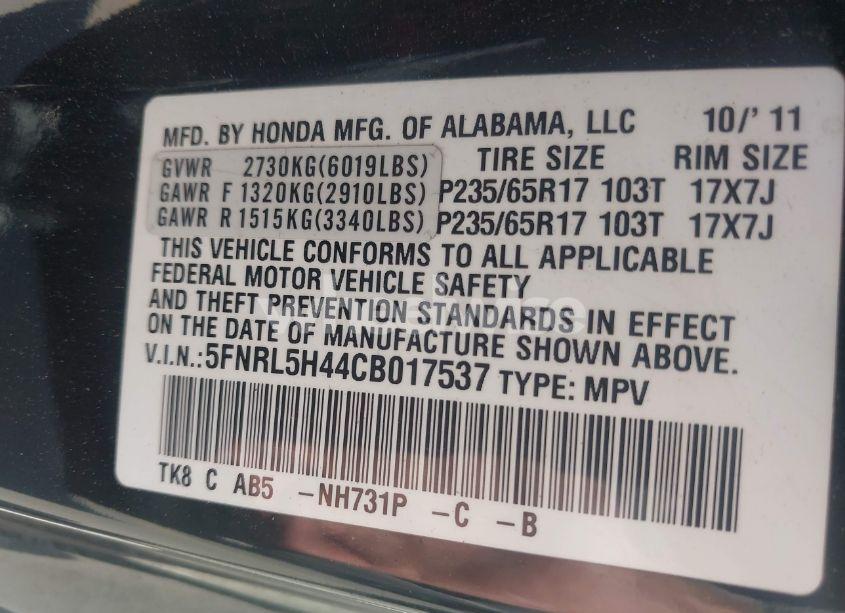 MFD. BY HONDA MFG. OF ALABAMA, LLC 10/'11
GVWR 2730KG(6019LBS) TIRE SIZE RIM SIZE
GAWR F 1320KG(2910LBS) P235/65R17 103T 17X7J
GAWR R 1515KG(3340LBS) P235/65R17 103T 17X7J
THIS VEHICLE CONFORMS TO ALL APPLICABLE
FEDERAL MOTOR VEHICLE SAFETY
AND THEFT PREVENTION STANDARDS IN EFFECT
ON THE DATE OF MANUFACTURE SHOWN ABOVE.
V.I.N.:5FNRL5H44CB017537 TYPE: MPV
TK8 C AB5 -NH731P -C -B